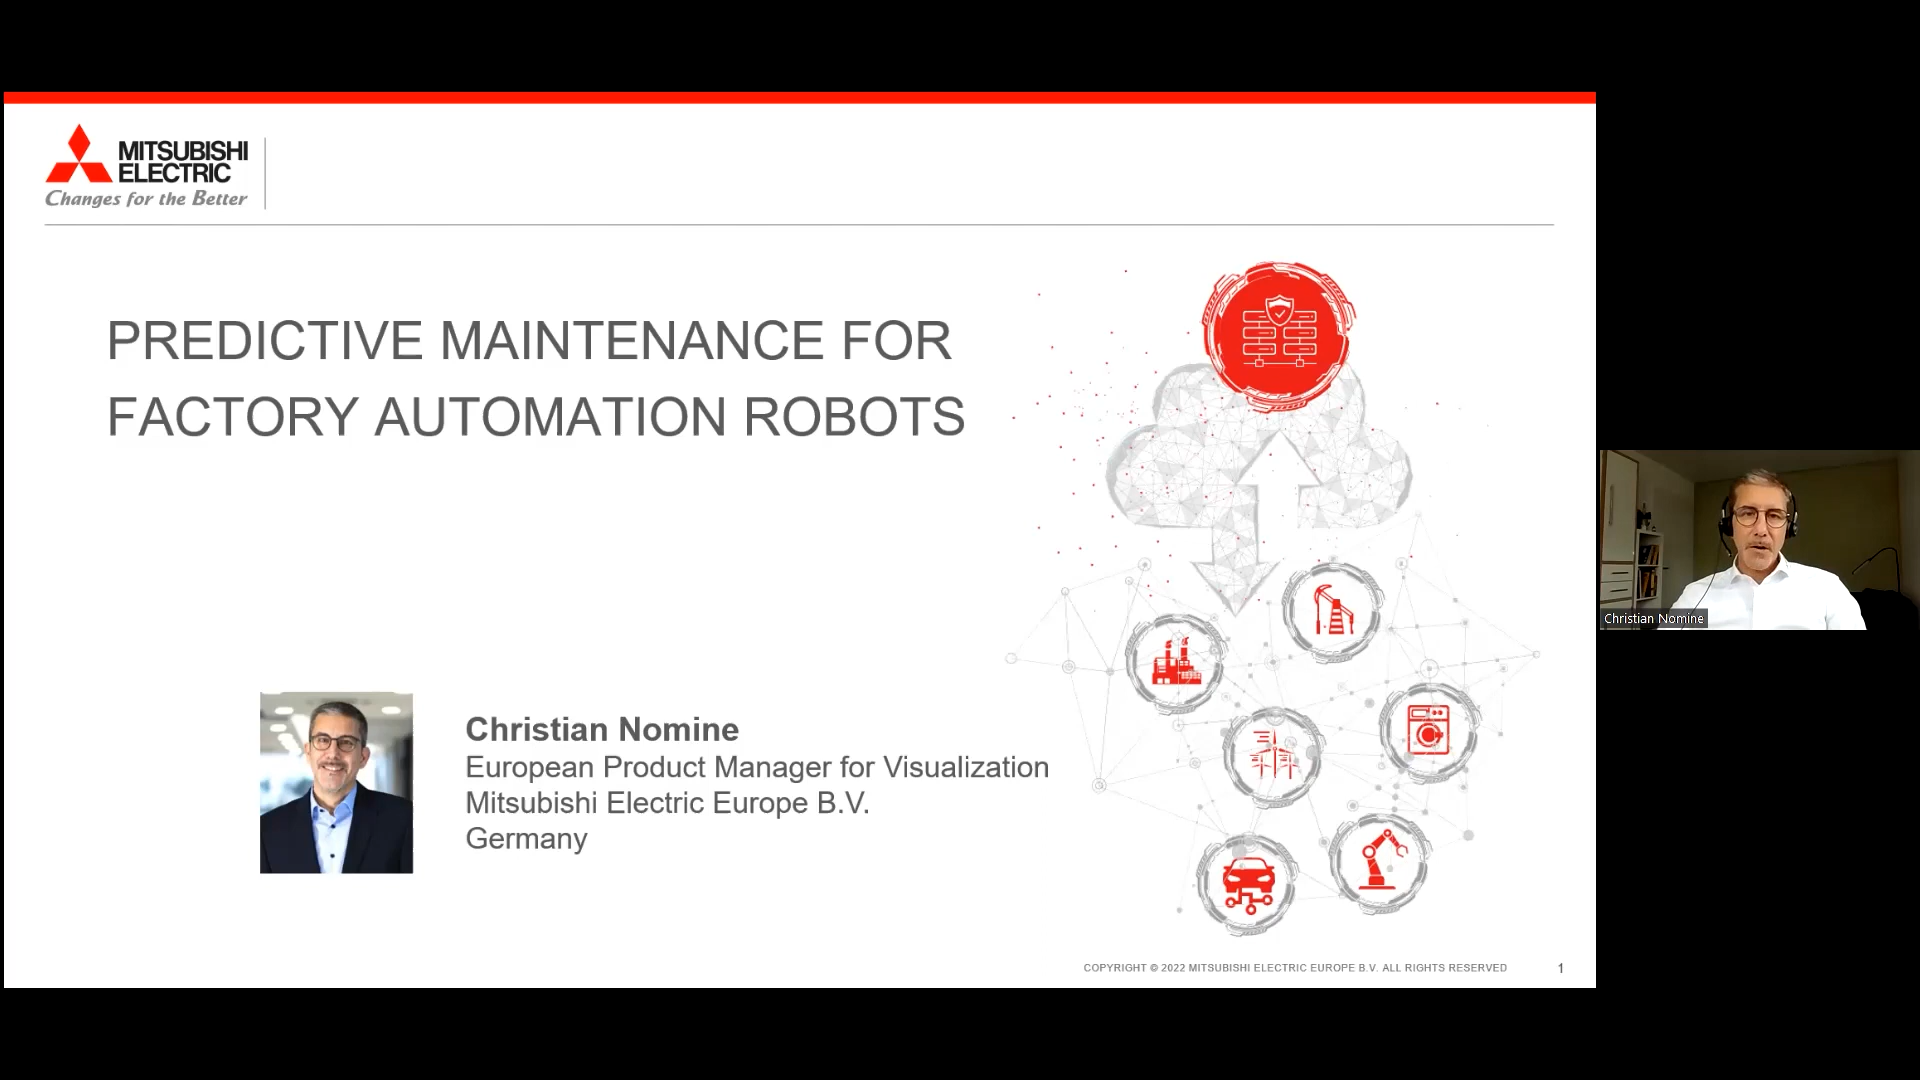 MITSUBISHI
ELECTRIC
Changes for the Better
PREDICTIVE MAINTENANCE FOR
FACTORY AUTOMATION ROBOTS
Christian Nomine
European Product Manager for Visualization
Mitsubishi Electric Europe B.V.
Germany
COPYRIGHT © 2022 MITSUBISHI ELECTRIC EUROPE B.V. ALL RIGHTS RESERVED
1
Christian Nomine